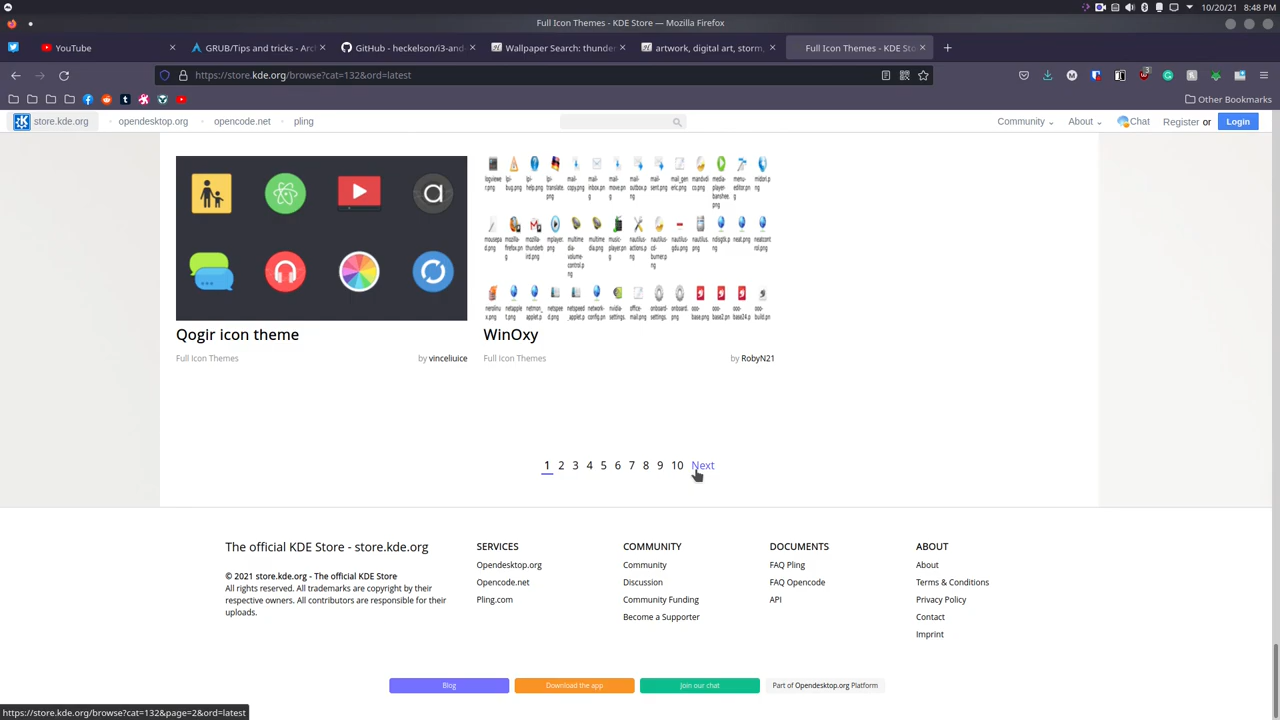 10/20/21 8:48 PM
Full Icon Themes - KDE Store — Mozilla Firefox
YouTube
GRUB/Tips and tricks - Arc
GitHub - heckelson/i3-and-
Wallpaper Search: thunder
artwork, digital art, storm,
Full Icon Themes - KDE Sto
https://store.kde.org/browse?cat=132&ord=latest
Other Bookmarks
store.kde.org
opendesktop.org
opencode.net
pling
Community
About
Chat
Register or
Login
Qogir icon theme
Full Icon Themes
by vinceliuice
WinOxy
Full Icon Themes
by RobyN21
1 2 3 4 5 6 7 8 9 10 Next
The official KDE Store - store.kde.org
© 2021 store.kde.org - The official KDE Store
All rights reserved. All trademarks are copyright by their
respective owners. All contributors are responsible for their
uploads.
SERVICES
Opendesktop.org
Opencode.net
Pling.com
COMMUNITY
Community
Discussion
Community Funding
Become a Supporter
DOCUMENTS
FAQ Pling
FAQ Opencode
API
ABOUT
About
Terms & Conditions
Privacy Policy
Contact
Imprint
Blog
Download the app
Join our chat
Part of Opendesktop.org Platform
https://store.kde.org/browse?cat=132&page=2&ord=latest